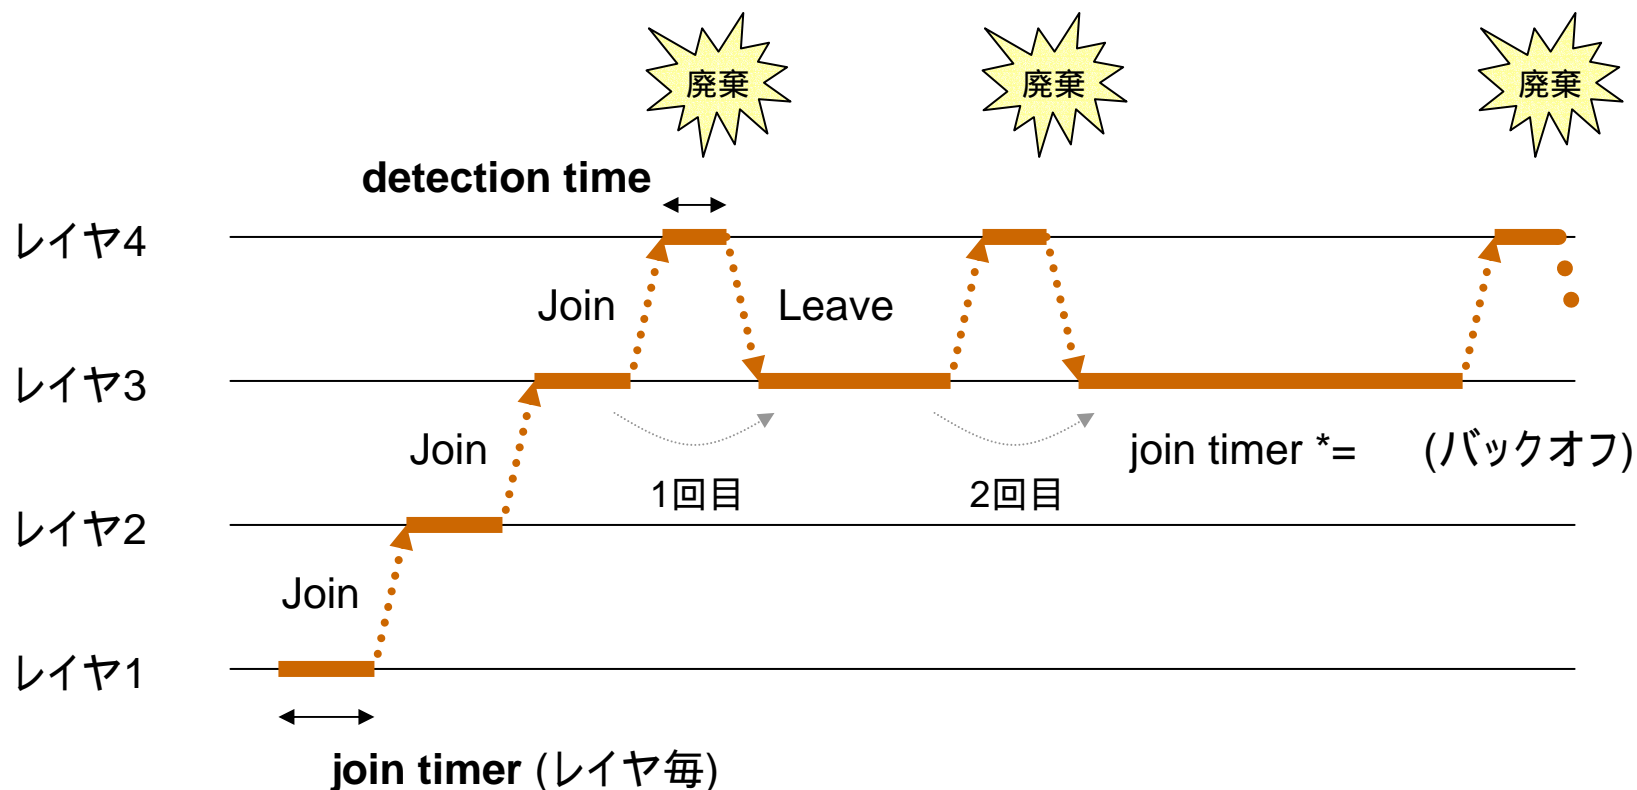 廃棄 廃棄 廃棄
detection time
レイヤ4
Join Leave
レイヤ3
Join join timer *= (バックオフ)
1回目 2回目
レイヤ2
Join
レイヤ1
join timer (レイヤ毎)